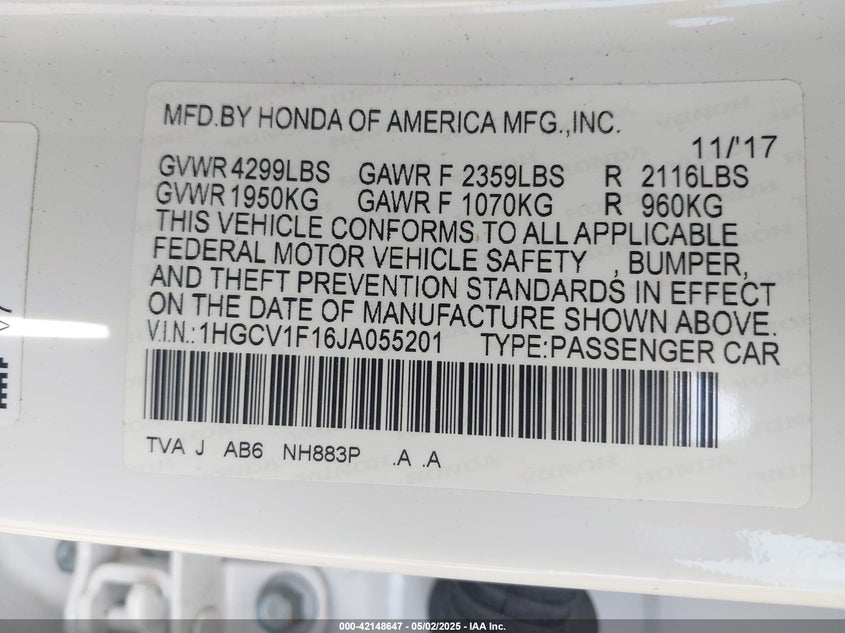 MFD.BY HONDA OF AMERICA MFG.,INC.
11/'17
GVWR 4299LBS GAWR F 2359LBS R 2116LBS
GVWR 1950KG GAWR F 1070KG R 960KG
THIS VEHICLE CONFORMS TO ALL APPLICABLE
FEDERAL MOTOR VEHICLE SAFETY , BUMPER,
AND THEFT PREVENTION STANDARDS IN EFFECT
ON THE DATE OF MANUFACTURE SHOWN ABOVE.
V.I.N.:1HGCV1F16JA055201 TYPE:PASSENGER CAR
TVA J AB6 NH883P .A .A
000-42148647 - 05/02/2025 - IAA Inc.